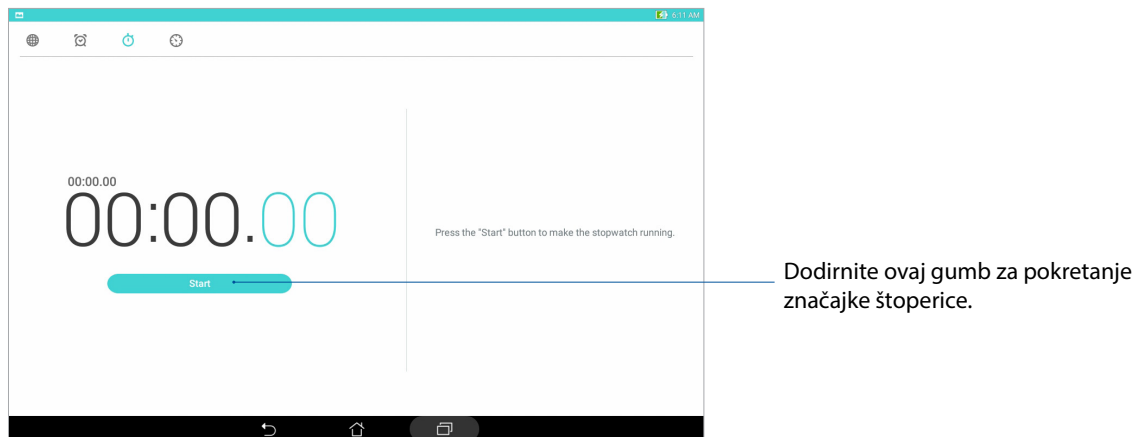 6:11 AM
00:00.00
00:00.00
Start
Press the "Start" button to make the stopwatch running.
Dodirnite ovaj gumb za pokretanje
značajke štoperice.